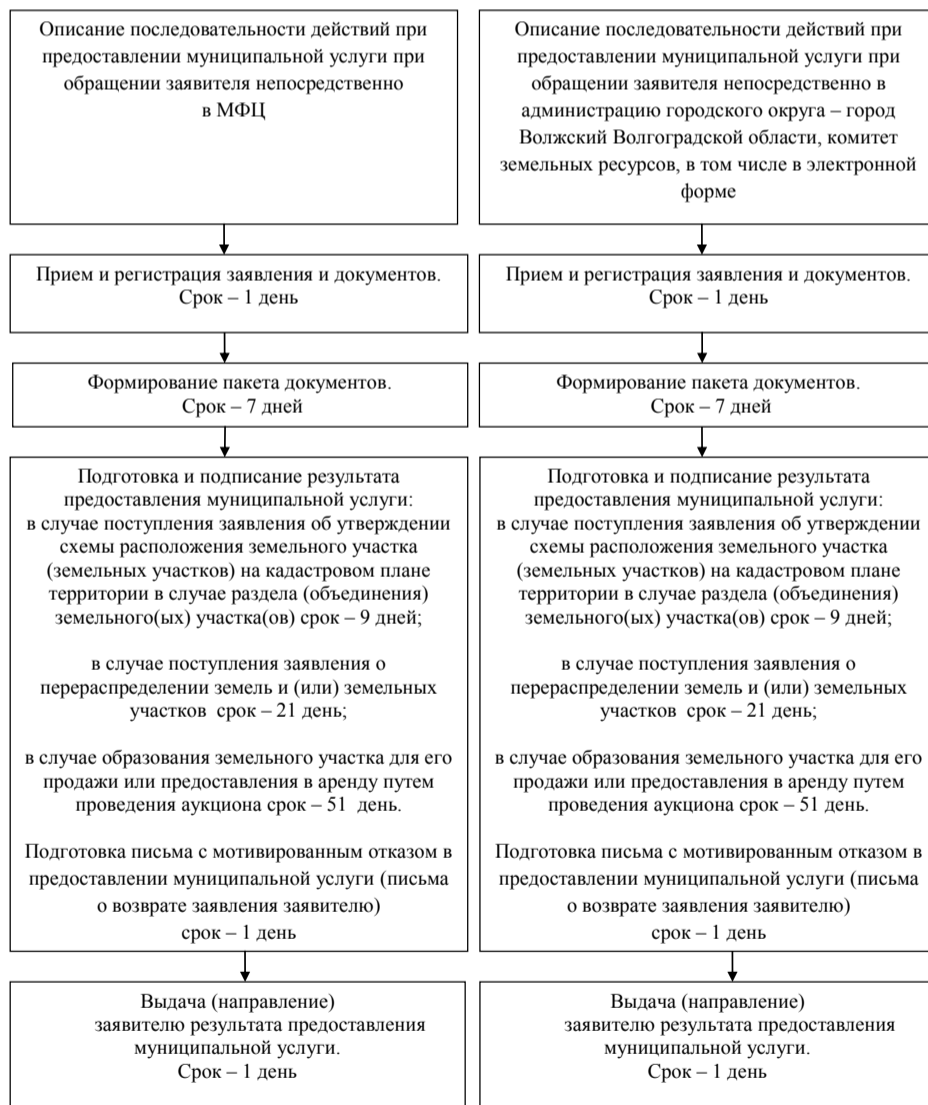 Описание последовательности действий при
предоставлении муниципальной услуги при
обращении заявителя непосредственно
в МФЦ
Описание последовательности действий при
предоставлении муниципальной услуги при
обращении заявителя непосредственно в
администрацию городского округа – город
Волжский Волгоградской области, комитет
земельных ресурсов, в том числе в электронной
форме
Прием и регистрация заявления и документов.
Срок – 1 день
Прием и регистрация заявления и документов.
Срок – 1 день
Формирование пакета документов.
Срок – 7 дней
Формирование пакета документов.
Срок – 7 дней
Подготовка и подписание результата
предоставления муниципальной услуги:
в случае поступления заявления об утверждении
схемы расположения земельного участка
(земельных участков) на кадастровом плане
территории в случае раздела (объединения)
земельного(ых) участка(ов) срок – 9 дней;
в случае поступления заявления о
перераспределении земель и (или) земельных
участков срок – 21 день;
в случае образования земельного участка для его
продажи или предоставления в аренду путем
проведения аукциона срок – 51 день.
Подготовка письма с мотивированным отказом в
предоставлении муниципальной услуги (письма
о возврате заявления заявителю)
срок – 1 день
Подготовка и подписание результата
предоставления муниципальной услуги:
в случае поступления заявления об утверждении
схемы расположения земельного участка
(земельных участков) на кадастровом плане
территории в случае раздела (объединения)
земельного(ых) участка(ов) срок – 9 дней;
в случае поступления заявления о
перераспределении земель и (или) земельных
участков срок – 21 день;
в случае образования земельного участка для его
продажи или предоставления в аренду путем
проведения аукциона срок – 51 день.
Подготовка письма с мотивированным отказом в
предоставлении муниципальной услуги (письма
о возврате заявления заявителю)
срок – 1 день
Выдача (направление)
заявителю результата предоставления
муниципальной услуги.
Срок – 1 день
Выдача (направление)
заявителю результата предоставления
муниципальной услуги.
Срок – 1 день